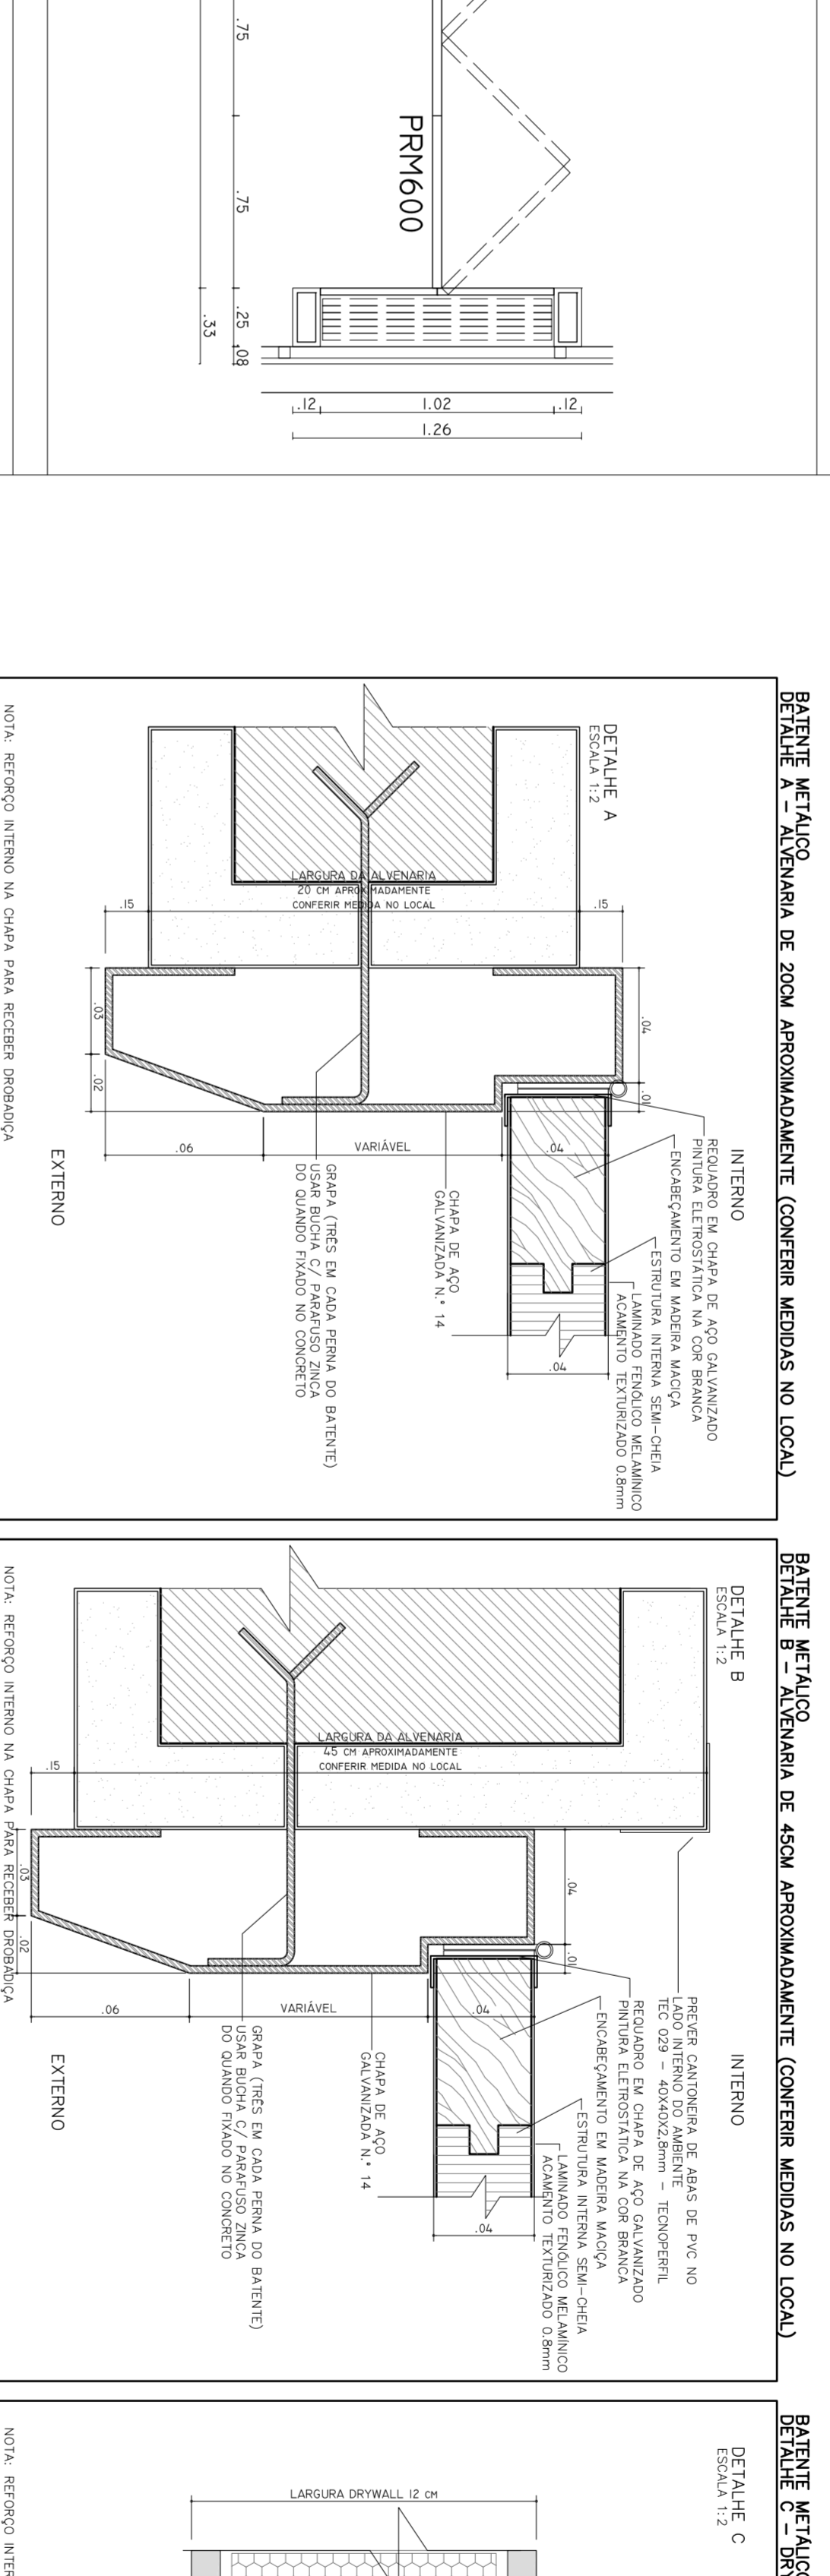 .75
.75
.25
.08
.33
PRM600
.12
1.02
.12
1.26
BATENTE METÁLICO
DETALHE A – ALVENARIA DE 20CM APROXIMADAMENTE (CONFERIR MEDIDAS NO LOCAL)
DETALHE A
ESCALA 1:2
LARGURA DA ALVENARIA
20 CM APROXIMADAMENTE
CONFERIR MEDIDA NO LOCAL
.15
.15
.03
.02
.04
.01
.06
VARIÁVEL
.04
.04
INTERNO
REQUADRO EM CHAPA DE AÇO GALVANIZADO
PINTURA ELETROSTÁTICA NA COR BRANCA
ENCABEÇAMENTO EM MADEIRA MACIÇA
ESTRUTURA INTERNA SEMI–CHEIA
LAMINADO FENÓLICO MELAMÍNICO
ACAMENTO TEXTURIZADO 0.8mm
CHAPA DE AÇO
GALVANIZADA N.° 14
GRAPA (TRÊS EM CADA PERNA DO BATENTE)
USAR BUCHA C/ PARAFUSO ZINCA
DO QUANDO FIXADO NO CONCRETO
EXTERNO
NOTA: REFORÇO INTERNO NA CHAPA PARA RECEBER DROBADIÇA
BATENTE METÁLICO
DETALHE B – ALVENARIA DE 45CM APROXIMADAMENTE (CONFERIR MEDIDAS NO LOCAL)
DETALHE B
ESCALA 1:2
LARGURA DA ALVENARIA
45 CM APROXIMADAMENTE
CONFERIR MEDIDA NO LOCAL
.15
.03
.02
.04
.01
.06
VARIÁVEL
.04
.04
INTERNO
PREVER CANTONEIRA DE ABAS DE PVC NO
LADO INTERNO DO AMBIENTE
TEC 029 – 40X40X2,8mm – TECNOPERFIL
REQUADRO EM CHAPA DE AÇO GALVANIZADO
PINTURA ELETROSTÁTICA NA COR BRANCA
ENCABEÇAMENTO EM MADEIRA MACIÇA
ESTRUTURA INTERNA SEMI–CHEIA
LAMINADO FENÓLICO MELAMÍNICO
ACAMENTO TEXTURIZADO 0.8mm
CHAPA DE AÇO
GALVANIZADA N.° 14
GRAPA (TRÊS EM CADA PERNA DO BATENTE)
USAR BUCHA C/ PARAFUSO ZINCA
DO QUANDO FIXADO NO CONCRETO
EXTERNO
NOTA: REFORÇO INTERNO NA CHAPA PARA RECEBER DROBADIÇA
BATENTE METÁLICO
DETALHE C – DRY
DETALHE C
ESCALA 1:2
LARGURA DRYWALL 12 CM
NOTA: REFORÇO INTER